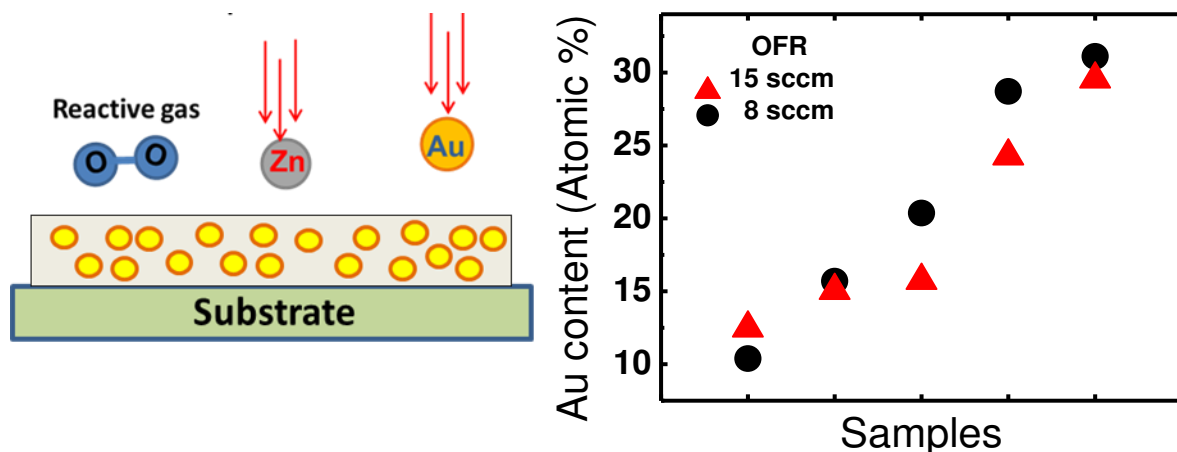 Reactive gas
O O
Zn
Au
Substrate
Au content (Atomic %)
30
25
20
15
10
OFR
15 sccm
8 sccm
Samples